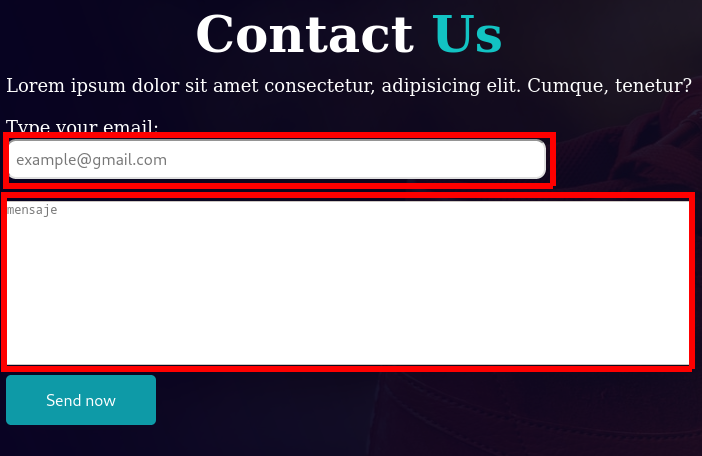 Contact Us
Lorem ipsum dolor sit amet consectetur, adipisicing elit. Cumque, tenetur?
Type your email:
example@gmail.com
mensaje
Send now